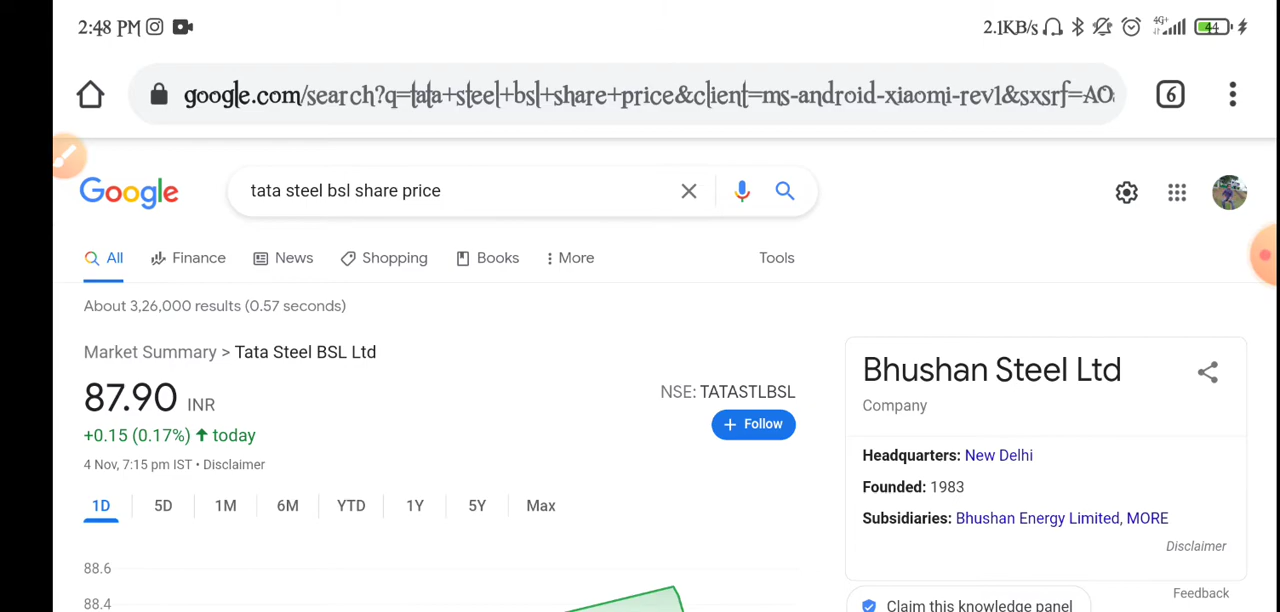 2:48 PM
2.1KB/s 4G+ 44
google.com/search?q=tata+steel+bsl+share+price&client=ms-android-xiaomi-rev1&sxsrf=AO
6
Google
tata steel bsl share price
All Finance News Shopping Books More Tools
About 3,26,000 results (0.57 seconds)
Market Summary > Tata Steel BSL Ltd
87.90 INR
+0.15 (0.17%) ↑ today
4 Nov, 7:15 pm IST • Disclaimer
NSE: TATASTLBSL
+ Follow
1D 5D 1M 6M YTD 1Y 5Y Max
88.6
88.4
Bhushan Steel Ltd
Company
Headquarters: New Delhi
Founded: 1983
Subsidiaries: Bhushan Energy Limited, MORE
Disclaimer
Feedback
Claim this knowledge panel